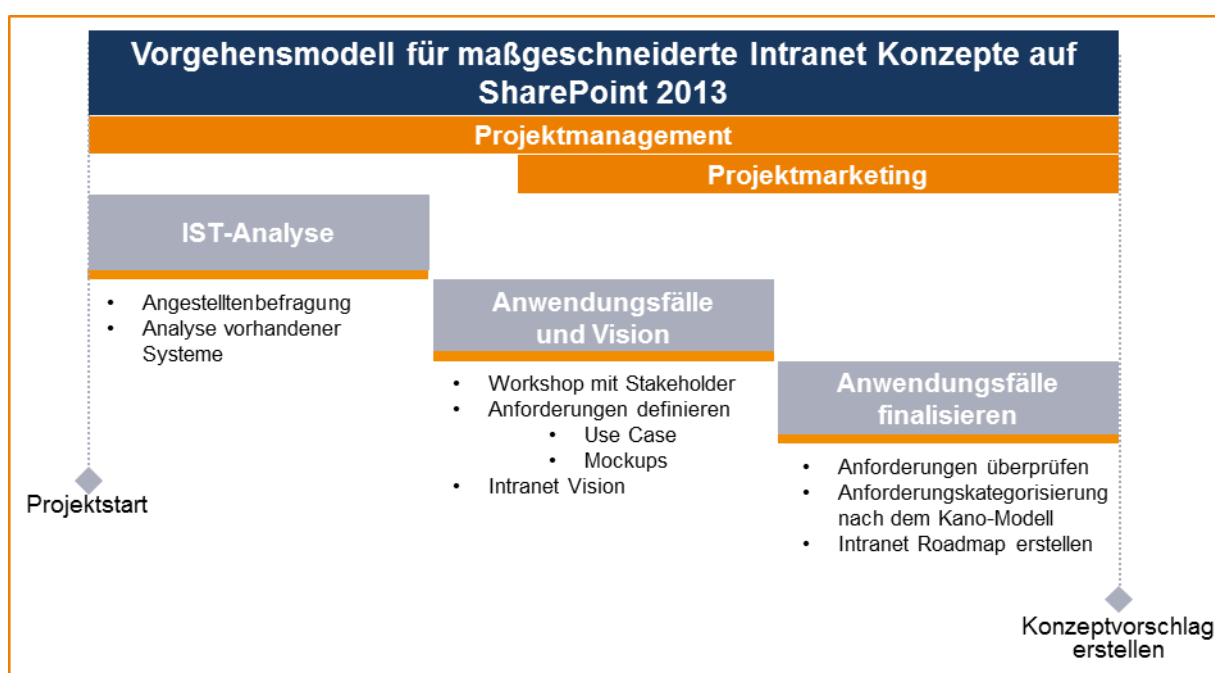 Vorgehensmodell für maßgeschneiderte Intranet Konzepte auf
SharePoint 2013
Projektmanagement
Projektmarketing
IST-Analyse
• Angestelltenbefragung
• Analyse vorhandener
Systeme
Anwendungsfälle
und Vision
• Workshop mit Stakeholder
• Anforderungen definieren
• Use Case
• Mockups
• Intranet Vision
Anwendungsfälle
finalisieren
• Anforderungen überprüfen
• Anforderungskategorisierung
nach dem Kano-Modell
• Intranet Roadmap erstellen
Projektstart
Konzeptvorschlag
erstellen